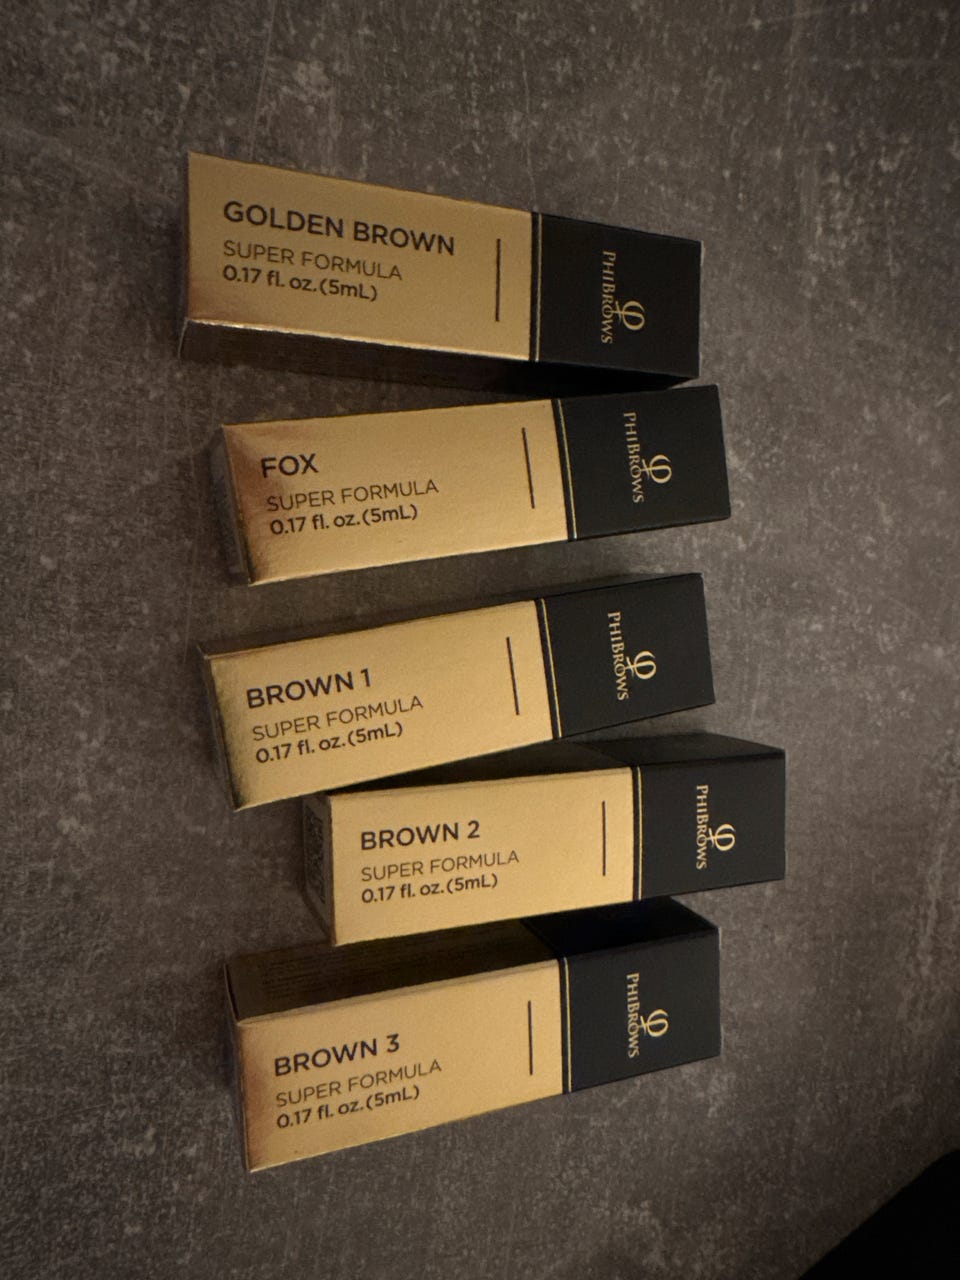 GOLDEN BROWN
SUPER FORMULA
0.17 fl. oz.(5mL)
PHIBROWS
FOX
SUPER FORMULA
0.17 fl. oz.(5mL)
PHIBROWS
BROWN 1
SUPER FORMULA
0.17 fl. oz.(5mL)
PHIBROWS
BROWN 2
SUPER FORMULA
0.17 fl. oz.(5mL)
PHIBROWS
BROWN 3
SUPER FORMULA
0.17 fl. oz.(5mL)
PHIBROWS